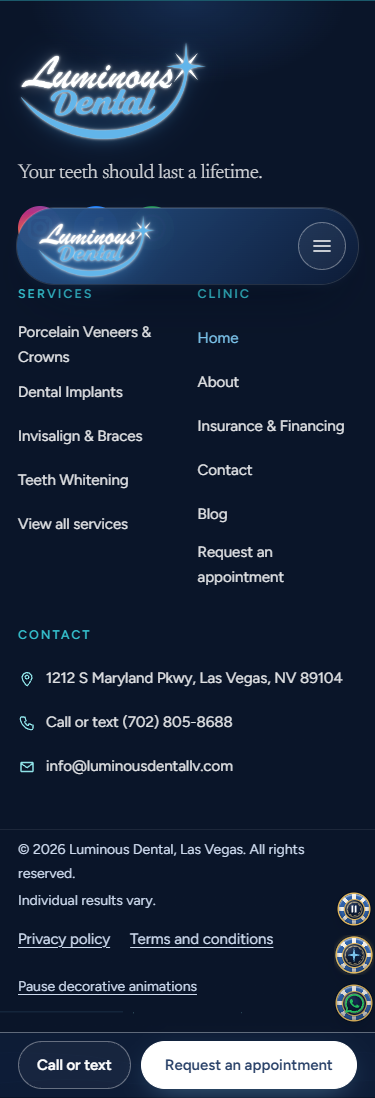 Luminous
Dental
Your teeth should last a lifetime.
Luminous
Dental
SERVICES
Porcelain Veneers &
Crowns
Dental Implants
Invisalign & Braces
Teeth Whitening
View all services
CLINIC
Home
About
Insurance & Financing
Contact
Blog
Request an
appointment
CONTACT
1212 S Maryland Pkwy, Las Vegas, NV 89104
Call or text (702) 805-8688
info@luminousdentallv.com
© 2026 Luminous Dental, Las Vegas. All rights
reserved.
Individual results vary.
Privacy policy
Terms and conditions
Pause decorative animations
Call or text
Request an appointment